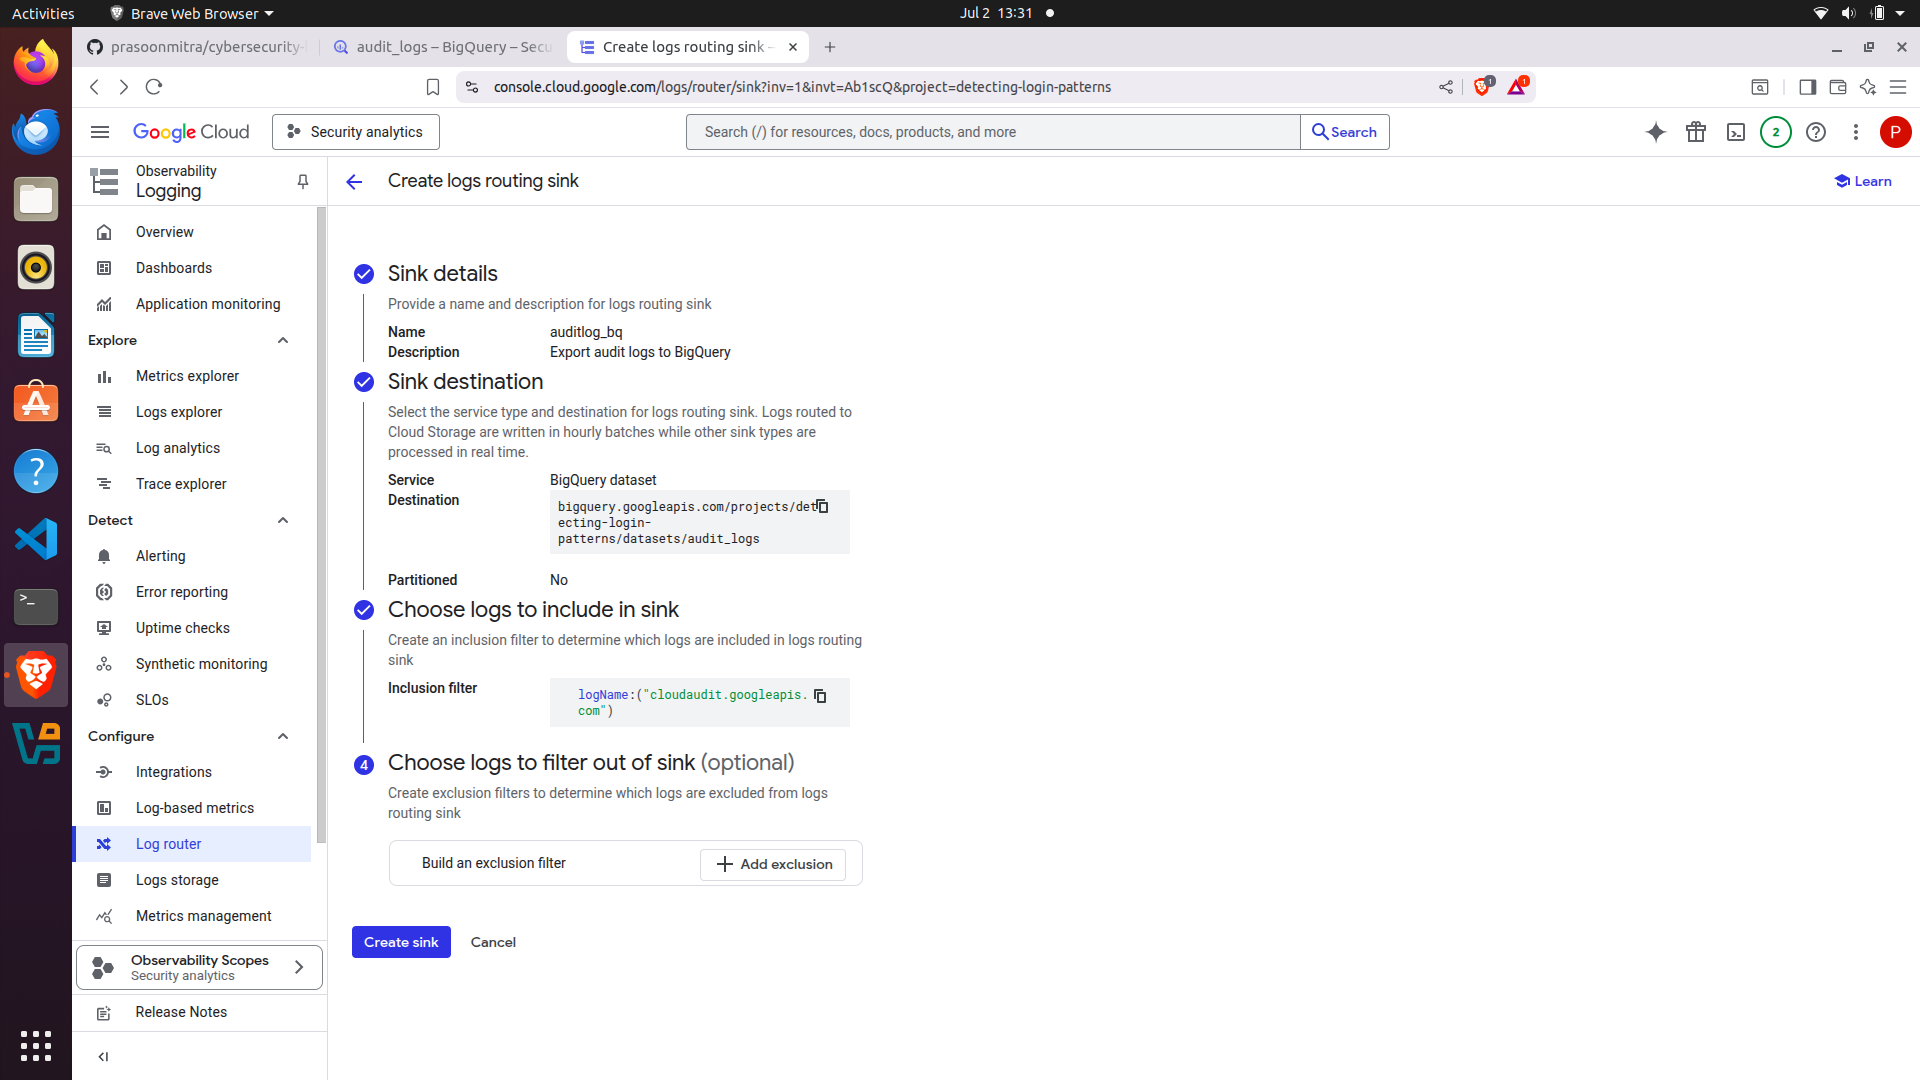 Activities
Brave Web Browser
Jul 2 13:31
prasoonmitra/cybersecurity-
audit_logs – BigQuery – Secu
Create logs routing sink –
console.cloud.google.com/logs/router/sink?inv=1&invt=Ab1scQ&project=detecting-login-patterns
1
1
Google Cloud
Security analytics
Search (/) for resources, docs, products, and more
Search
2
P
Observability
Logging
Create logs routing sink
Learn
Overview
Dashboards
Application monitoring
Explore
Metrics explorer
Logs explorer
Log analytics
Trace explorer
Detect
Alerting
Error reporting
Uptime checks
Synthetic monitoring
SLOs
Configure
Integrations
Log-based metrics
Log router
Logs storage
Metrics management
Observability Scopes
Security analytics
Release Notes
Sink details
Provide a name and description for logs routing sink
Name auditlog_bq
Description Export audit logs to BigQuery
Sink destination
Select the service type and destination for logs routing sink. Logs routed to
Cloud Storage are written in hourly batches while other sink types are
processed in real time.
Service BigQuery dataset
Destination bigquery.googleapis.com/projects/det
ecting-login-
patterns/datasets/audit_logs
Partitioned No
Choose logs to include in sink
Create an inclusion filter to determine which logs are included in logs routing
sink
Inclusion filter logName:("cloudaudit.googleapis.
com")
4 Choose logs to filter out of sink (optional)
Create exclusion filters to determine which logs are excluded from logs
routing sink
Build an exclusion filter
Add exclusion
Create sink
Cancel